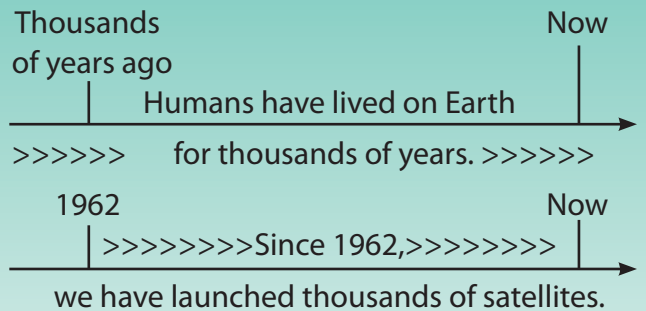 Thousands Now
of years ago
Humans have lived on Earth
>>>>>> for thousands of years. >>>>>>
1962 Now
>>>>>>>>Since 1962,>>>>>>>>
we have launched thousands of satellites.